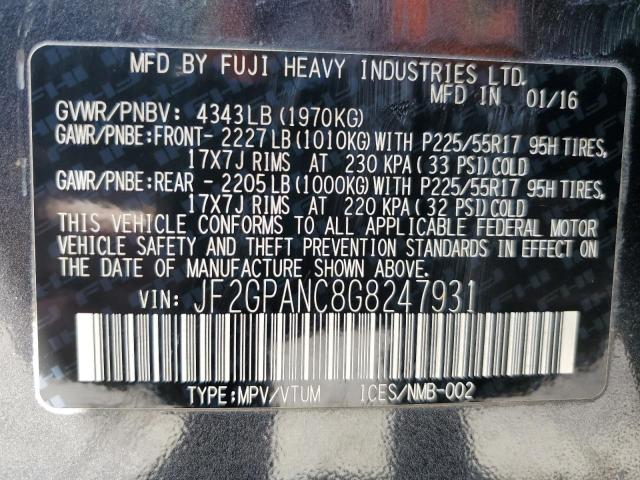 MFD BY FUJI HEAVY INDUSTRIES LTD.
MFD IN 01/16
GVWR/PNBV: 4343LB (1970KG)
GAWR/PNBE:FRONT- 2227LB (1010KG) WITH P225/55R17 95H TIRES,
17X7J RIMS AT 230 KPA (33 PSI) COLD
GAWR/PNBE:REAR - 2205LB (1000KG) WITH P225/55R17 95H TIRES,
17X7J RIMS AT 220 KPA (32 PSI) COLD
THIS VEHICLE CONFORMS TO ALL APPLICABLE FEDERAL MOTOR
VEHICLE SAFETY AND THEFT PREVENTION STANDARDS IN EFFECT ON
THE DATE OF MANUFACTURE SHOWN ABOVE.
VIN: JF2GPANC8G8247931
TYPE:MPV/VTUM ICES/NMB-002